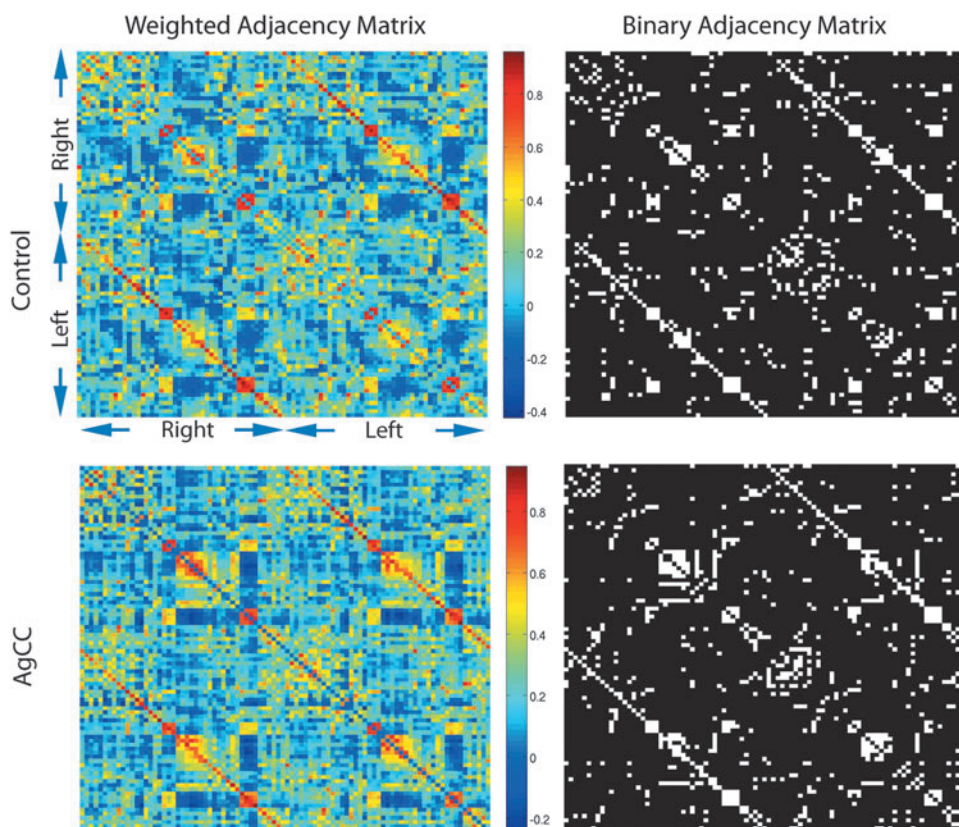 Weighted Adjacency Matrix
Binary Adjacency Matrix
Control
Right
Left
0.8
0.6
0.4
0.2
0
-0.2
-0.4
Right
Left
AgCC
0.8
0.6
0.4
0.2
0
-0.2